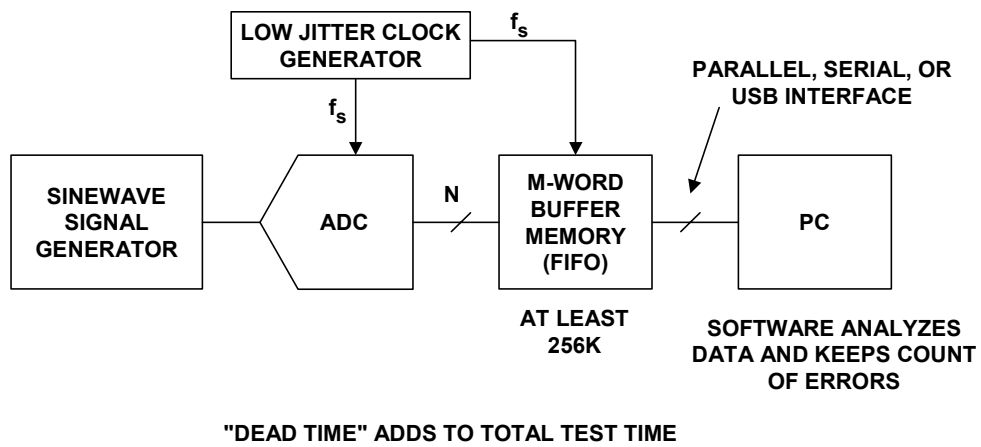 LOW JITTER CLOCK
GENERATOR
fs
fs
PARALLEL, SERIAL, OR
USB INTERFACE
SINEWAVE
SIGNAL
GENERATOR
ADC
N
M-WORD
BUFFER
MEMORY
(FIFO)
PC
AT LEAST
256K
SOFTWARE ANALYZES
DATA AND KEEPS COUNT
OF ERRORS
"DEAD TIME" ADDS TO TOTAL TEST TIME